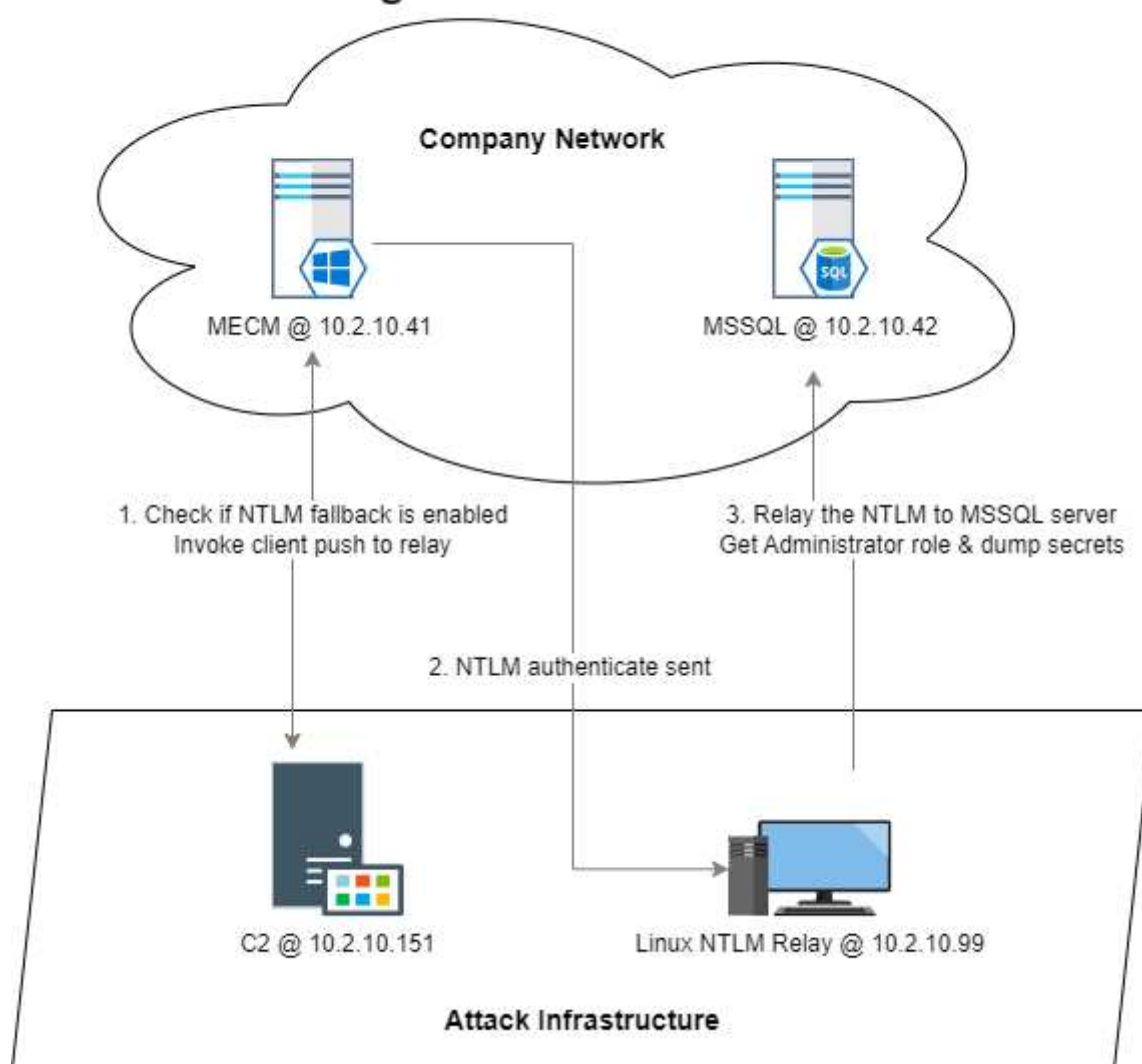 Company Network
SQL
MECM @ 10.2.10.41
MSSQL @ 10.2.10.42
1. Check if NTLM fallback is enabled
Invoke client push to relay
3. Relay the NTLM to MSSQL server
Get Administrator role & dump secrets
2. NTLM authenticate sent
C2 @ 10.2.10.151
Linux NTLM Relay @ 10.2.10.99
Attack Infrastructure